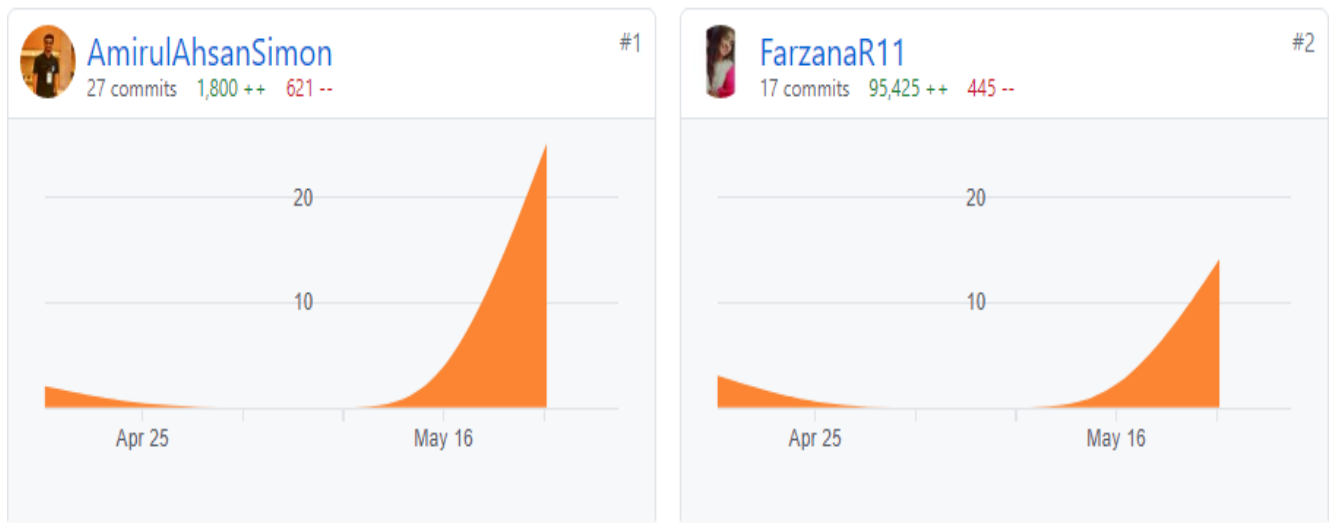 AmirulAhsanSimon
#1
27 commits 1,800 ++ 621 --
20
10
Apr 25 May 16
FarzanaR11
#2
17 commits 95,425 ++ 445 --
20
10
Apr 25 May 16